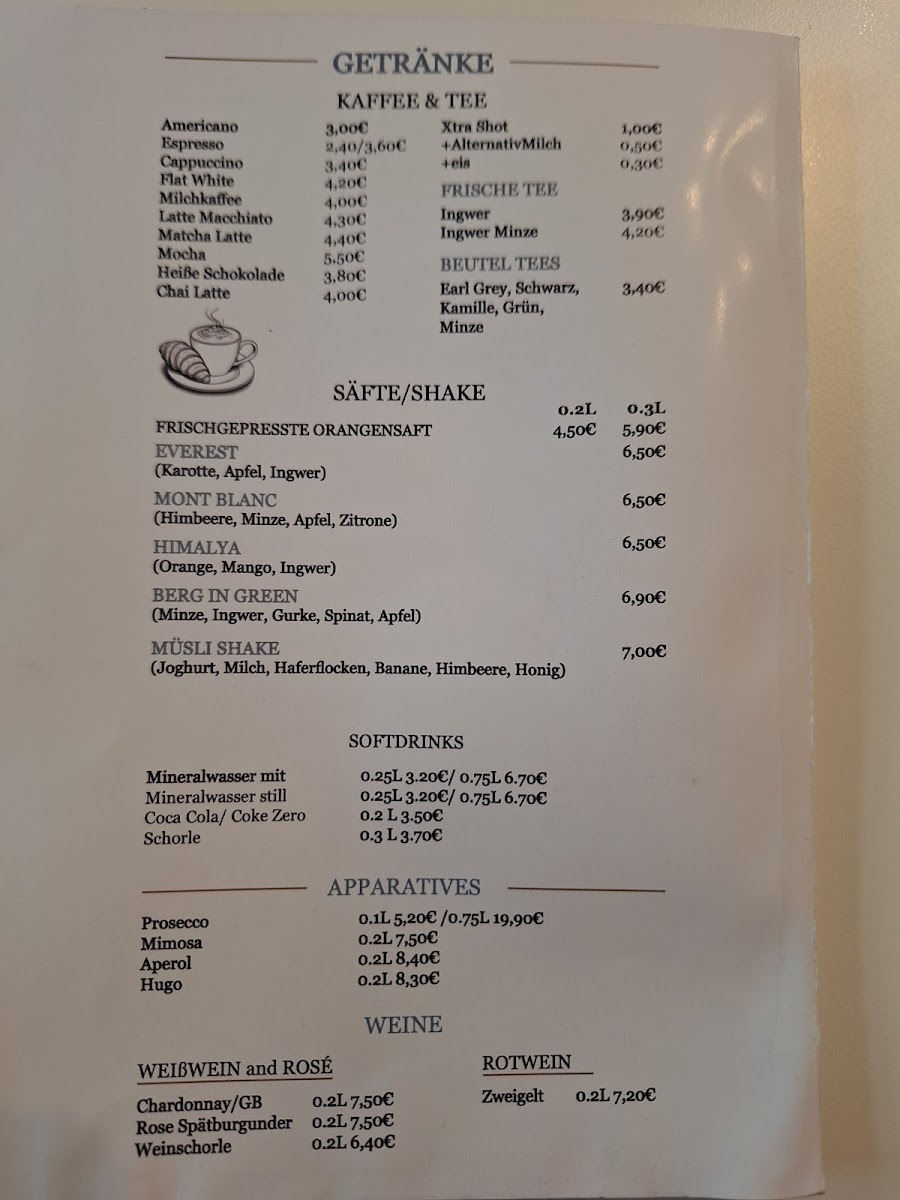 GETRÄNKE
KAFFEE & TEE
Americano 3,00€
Espresso 2,40/3,60€
Cappuccino 3,40€
Flat White 4,20€
Milchkaffee 4,00€
Latte Macchiato 4,30€
Matcha Latte 4,40€
Mocha 5,50€
Heiße Schokolade 3,80€
Chai Latte 4,00€
Xtra Shot 1,00€
+AlternativMilch 0,50€
+eis 0,30€
FRISCHE TEE
Ingwer 3,90€
Ingwer Minze 4,20€
BEUTEL TEES
Earl Grey, Schwarz, 3,40€
Kamille, Grün,
Minze
SÄFTE/SHAKE
0.2L 0.3L
FRISCHGEPRESSTE ORANGENSAFT 4,50€ 5,90€
EVEREST 6,50€
(Karotte, Apfel, Ingwer)
MONT BLANC 6,50€
(Himbeere, Minze, Apfel, Zitrone)
HIMALYA 6,50€
(Orange, Mango, Ingwer)
BERG IN GREEN 6,90€
(Minze, Ingwer, Gurke, Spinat, Apfel)
MÜSLI SHAKE 7,00€
(Joghurt, Milch, Haferflocken, Banane, Himbeere, Honig)
SOFTDRINKS
Mineralwasser mit 0.25L 3.20€/ 0.75L 6.70€
Mineralwasser still 0.25L 3.20€/ 0.75L 6.70€
Coca Cola/ Coke Zero 0.2 L 3.50€
Schorle 0.3 L 3.70€
APPARATIVES
Prosecco 0.1L 5,20€ /0.75L 19,90€
Mimosa 0.2L 7,50€
Aperol 0.2L 8,40€
Hugo 0.2L 8,30€
WEINE
WEIßWEIN and ROSÉ
Chardonnay/GB 0.2L 7,50€
Rose Spätburgunder 0.2L 7,50€
Weinschorle 0.2L 6,40€
ROTWEIN
Zweigelt 0.2L 7,20€